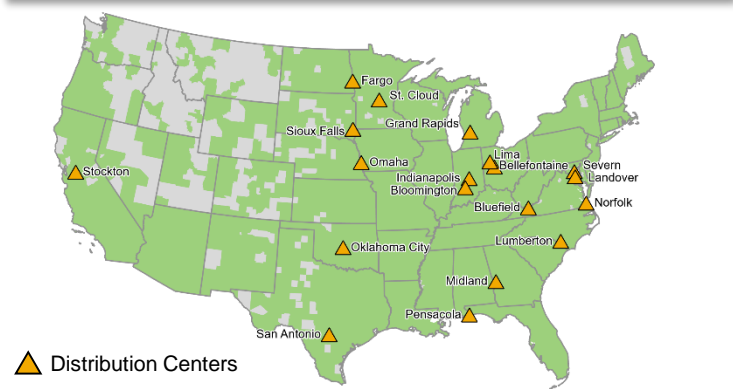 Fargo
St. Cloud
Grand Rapids
Sioux Falls
Lima
Bellefontaine
Severn
Omaha
Stockton
Indianapolis
Landover
Bloomington
Norfolk
Bluefield
Lumberton
Oklahoma City
Midland
Pensacola
San Antonio
Distribution Centers